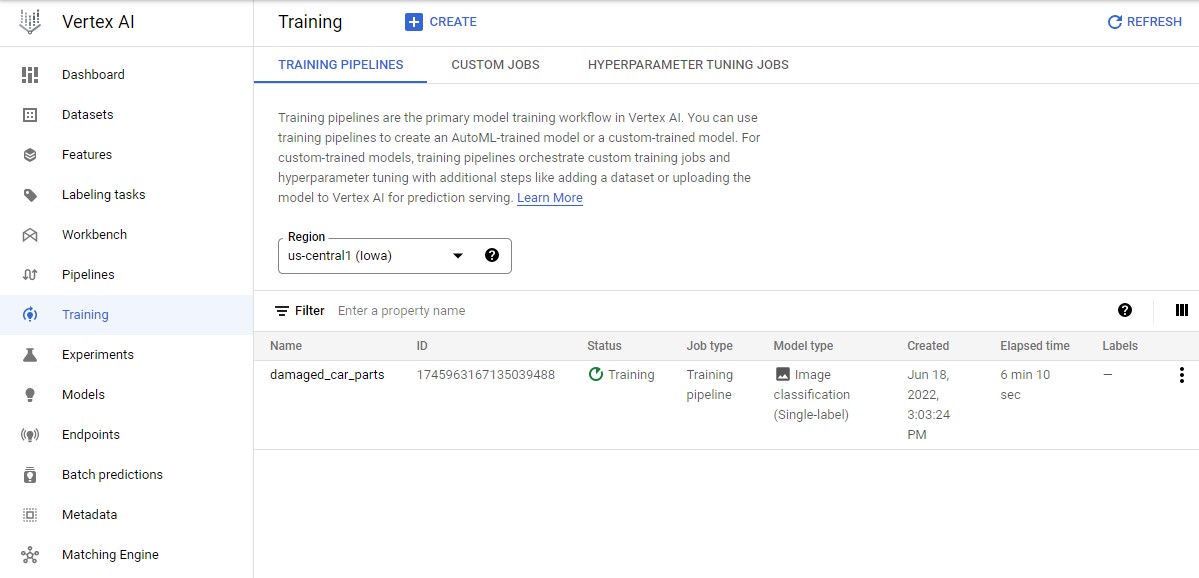 Vertex AI
Training
CREATE
REFRESH
Dashboard
Datasets
Features
Labeling tasks
Workbench
Pipelines
Training
Experiments
Models
Endpoints
Batch predictions
Metadata
Matching Engine
TRAINING PIPELINES
CUSTOM JOBS
HYPERPARAMETER TUNING JOBS
Training pipelines are the primary model training workflow in Vertex AI. You can use
training pipelines to create an AutoML-trained model or a custom-trained model. For
custom-trained models, training pipelines orchestrate custom training jobs and
hyperparameter tuning with additional steps like adding a dataset or uploading the
model to Vertex AI for prediction serving. Learn More
Region
us-central1 (Iowa)
Filter Enter a property name
Name ID Status Job type Model type Created Elapsed time Labels
damaged_car_parts 1745963167135039488 Training Training Image Jun 18, 6 min 10 –
pipeline classification 2022, sec
(Single-label) 3:03:24
PM